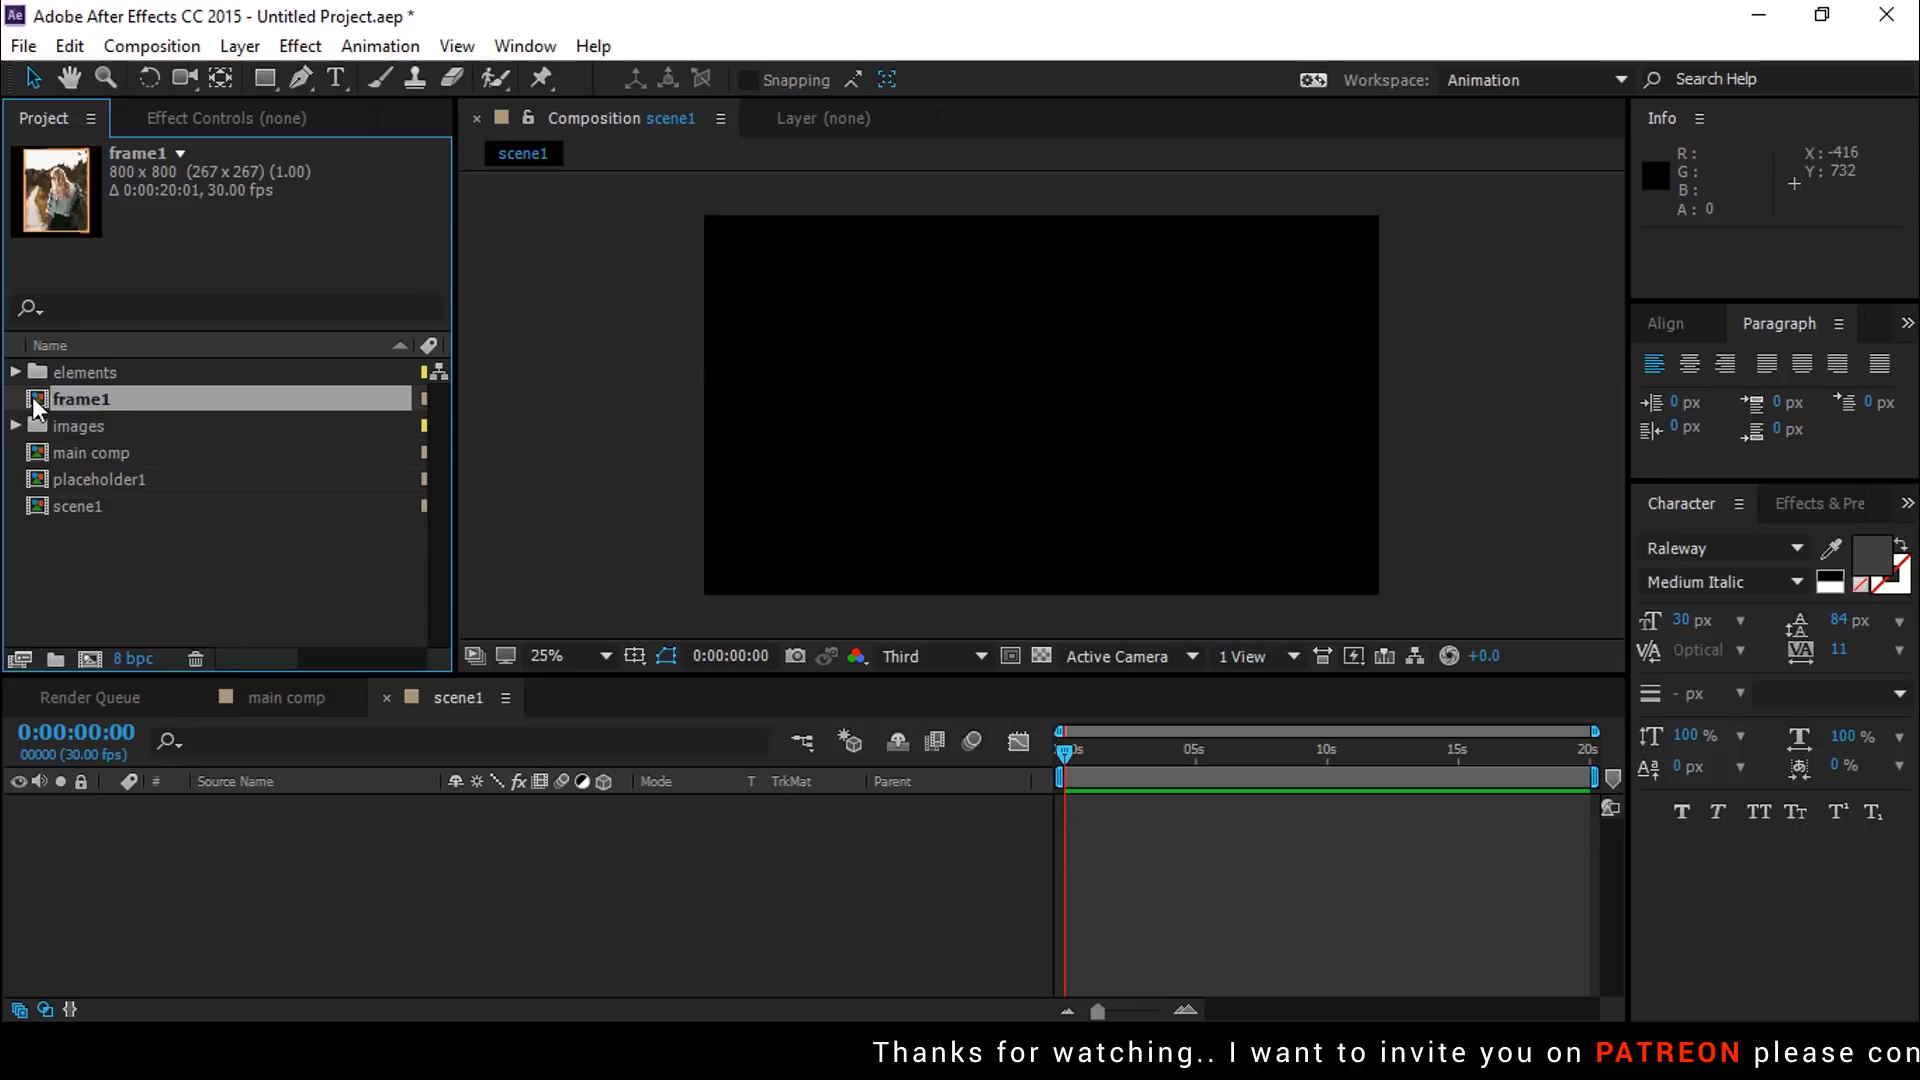 Ae Adobe After Effects CC 2015 - Untitled Project.aep *
File Edit Composition Layer Effect Animation View Window Help
T Snapping Workspace: Animation Search Help
Project Effect Controls (none) Composition scene1 Layer (none) Info
frame1
800 x 800 (267 x 267) (1.00)
Δ 0:00:20:01, 30.00 fps
scene1
R: X: -416
G: Y: 732
B:
A: 0
Name
elements
frame1
images
main comp
placeholder1
scene1
8 bpc
25% 0:00:00:00 Third Active Camera 1 View +0.0
Align Paragraph
0 px 0 px 0 px
0 px 0 px
Character Effects & Pre
Raleway
Medium Italic
30 px 84 px
Optical 11
- px
100 % 100 %
0 px 0 %
T T TT Tt T¹ T₁
Render Queue main comp scene1
0:00:00:00
00000 (30.00 fps)
05s 10s 15s 20s
# Source Name fx Mode T TrkMat Parent
Thanks for watching.. I want to invite you on PATREON please con